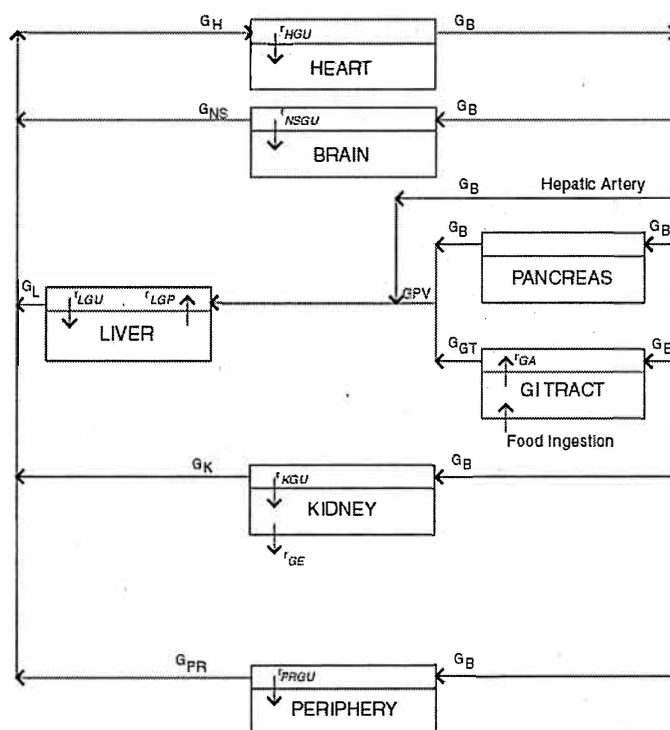 G_H
r_HGU
G_B
HEART
G_NS
r_NSGU
G_B
BRAIN
G_B
Hepatic Artery
G_B
G_B
PANCREAS
G_L
r_LGU
r_LGP
GPV
LIVER
G_GT
r_GA
G_B
GI TRACT
Food Ingestion
G_K
r_KGU
G_B
KIDNEY
r_GE
G_PR
r_PRGU
G_B
PERIPHERY